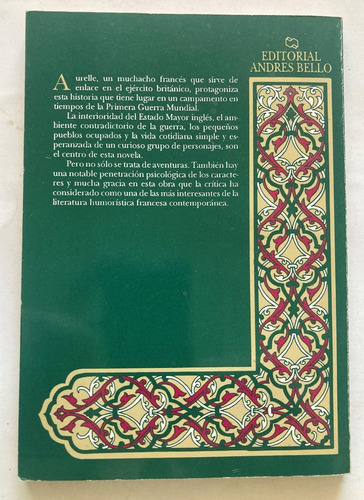 EDITORIAL
ANDRES BELLO
Aurelle, un muchacho francés que sirve de
enlace en el ejército británico, protagoniza
esta historia que tiene lugar en un campamento en
tiempos de la Primera Guerra Mundial.
La interioridad del Estado Mayor inglés, el am-
biente contradictorio de la guerra, los pequeños
pueblos ocupados y la vida cotidiana simple y es-
peranzada de un curioso grupo de personajes, son
el centro de esta novela.
Pero no sólo se trata de aventuras. También hay
una notable penetración psicológica de los caracte-
res y mucha gracia en esta obra que la crítica ha
considerado como una de las más interesantes de la
literatura humorística francesa contemporánea.